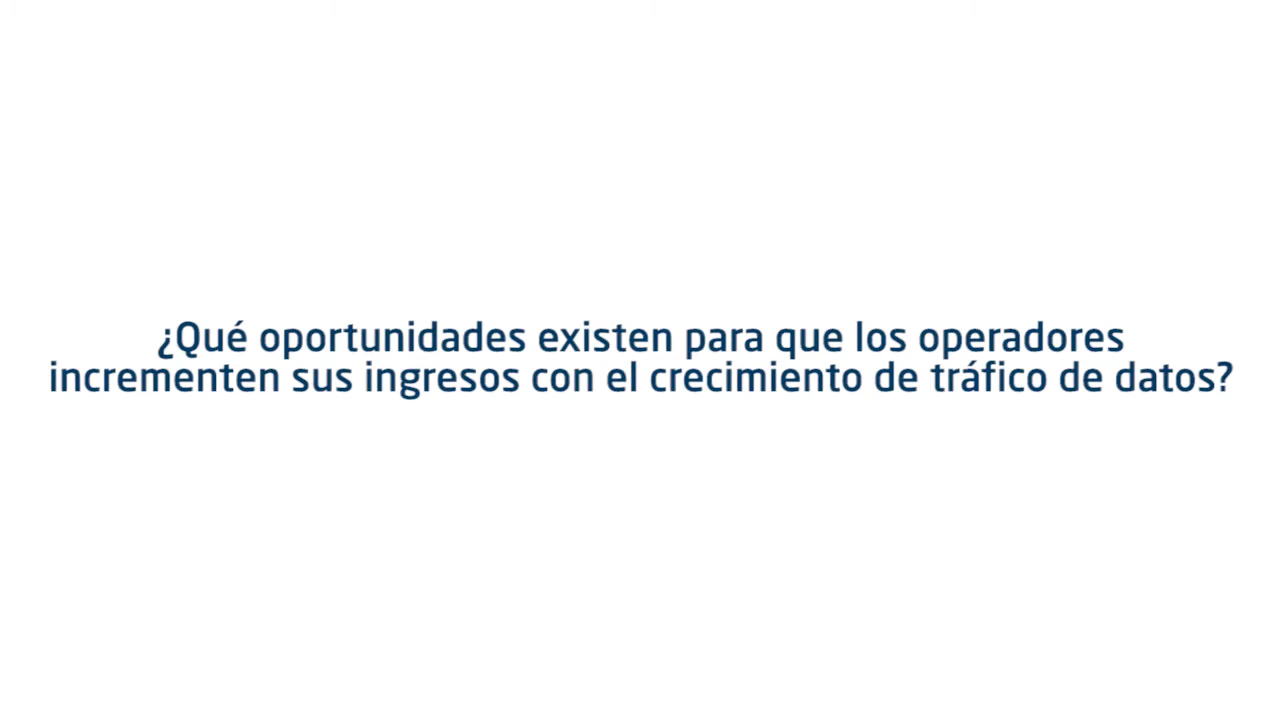 ¿Qué oportunidades existen para que los operadores
incrementen sus ingresos con el crecimiento de tráfico de datos?